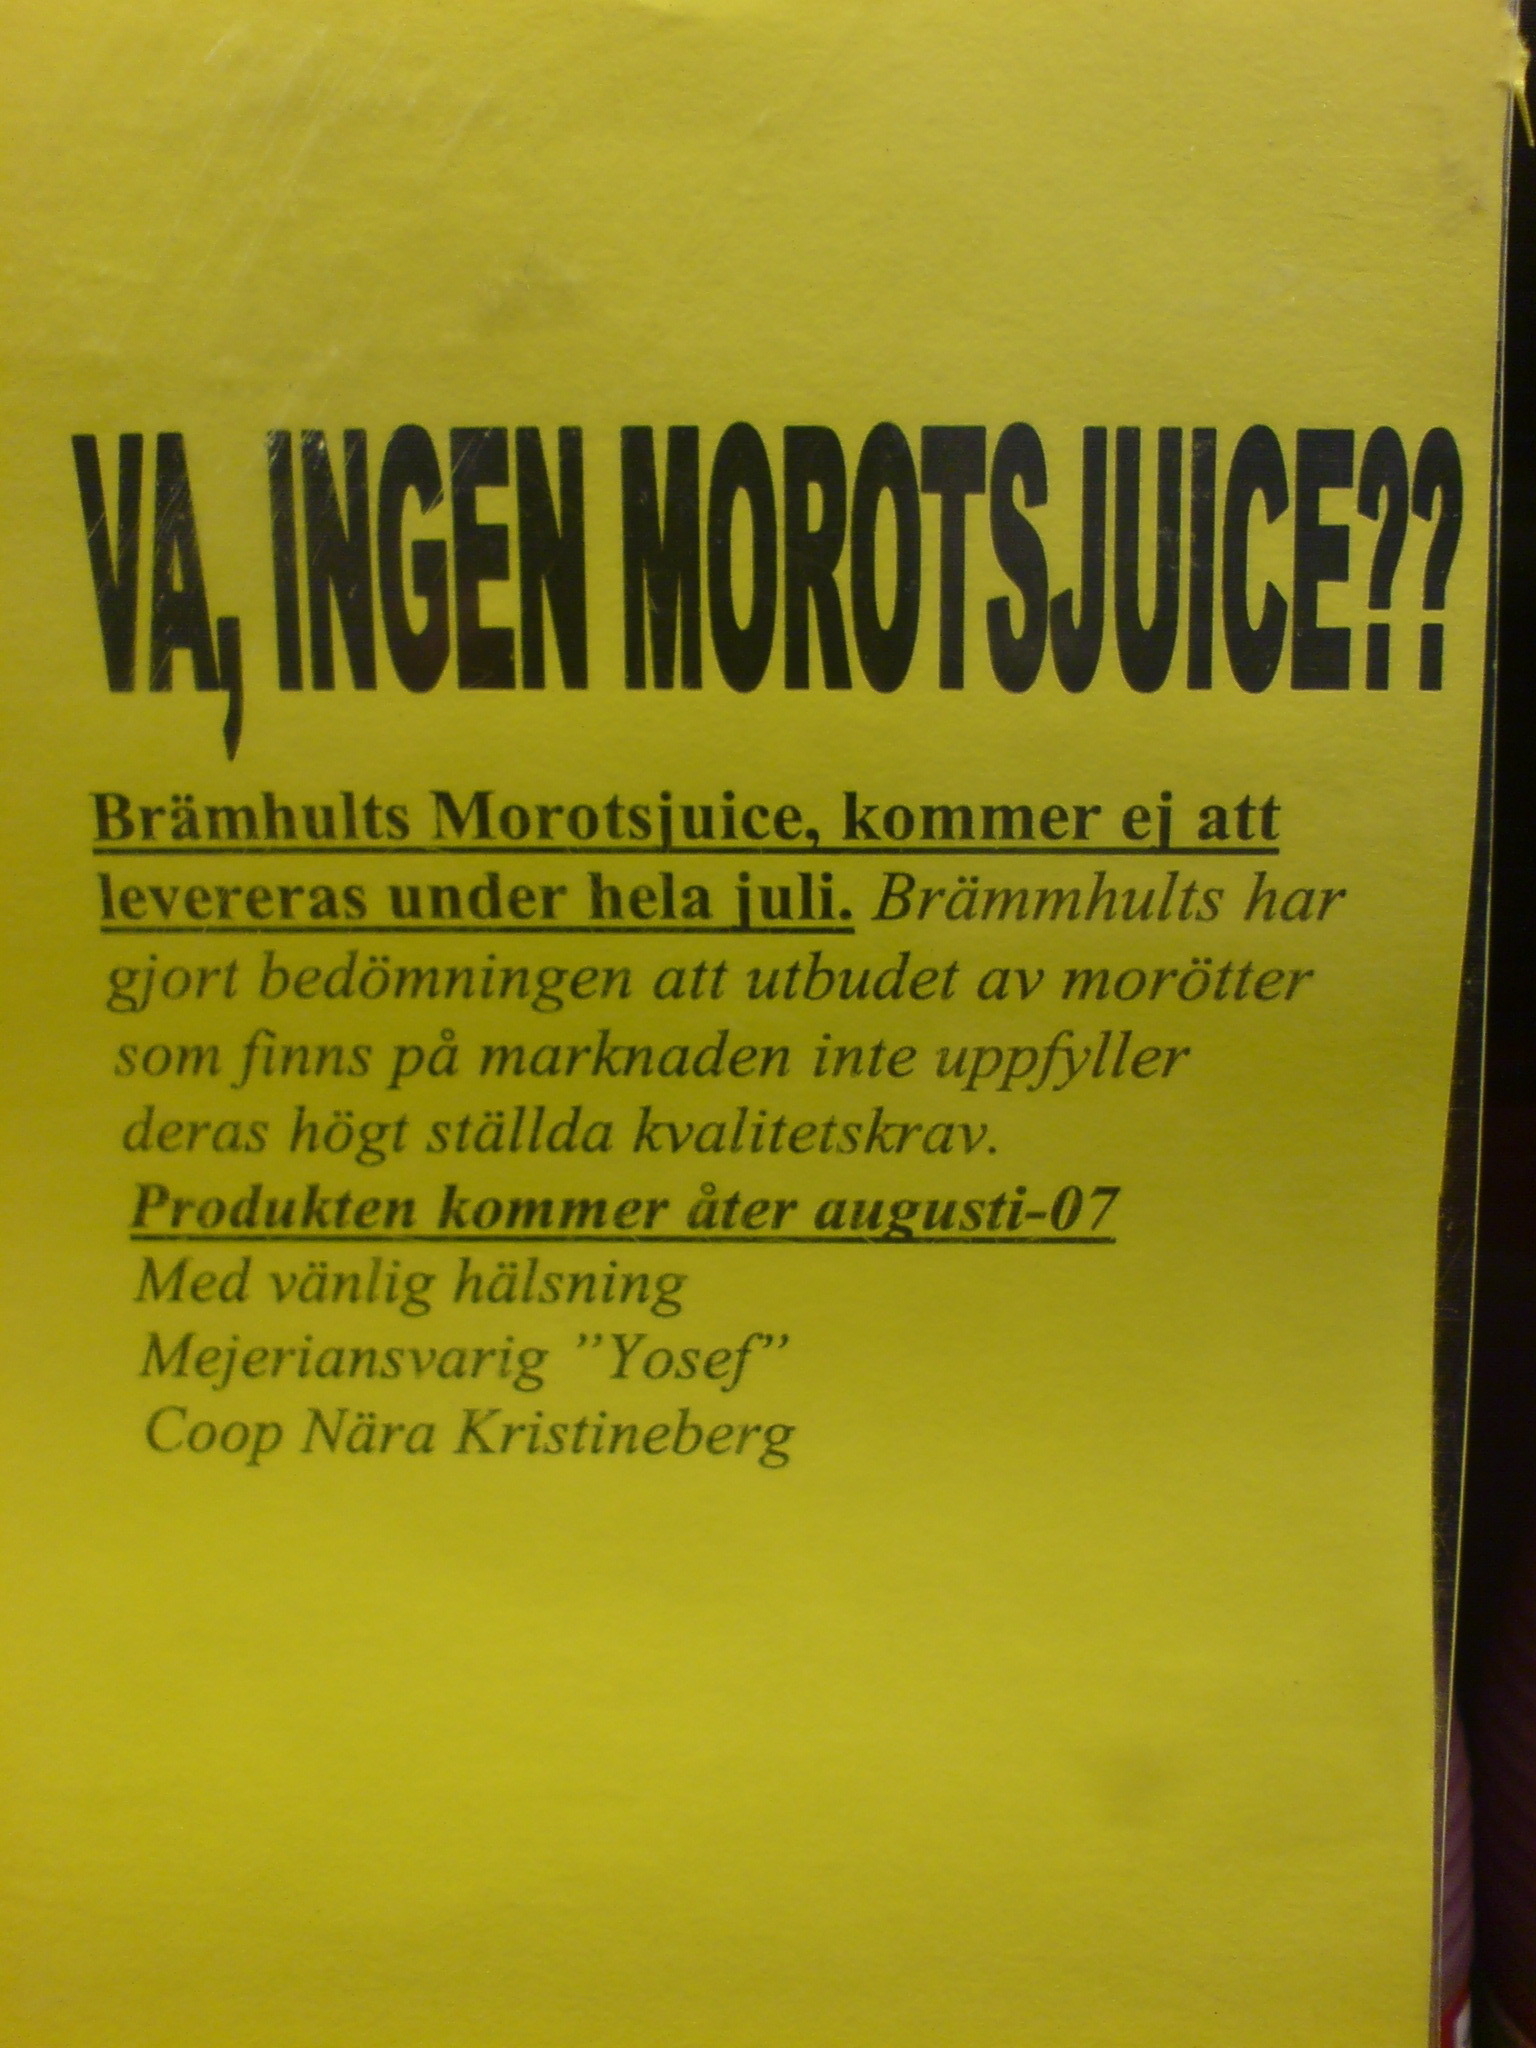 VA, INGEN MOROTSJUICE??
Brämhults Morotsjuice, kommer ej att
levereras under hela juli. Brämmhults har
gjort bedömningen att utbudet av morötter
som finns på marknaden inte uppfyller
deras högt ställda kvalitetskrav.
Produkten kommer åter augusti-07
Med vänlig hälsning
Mejeriansvarig ”Yosef”
Coop Nära Kristineberg